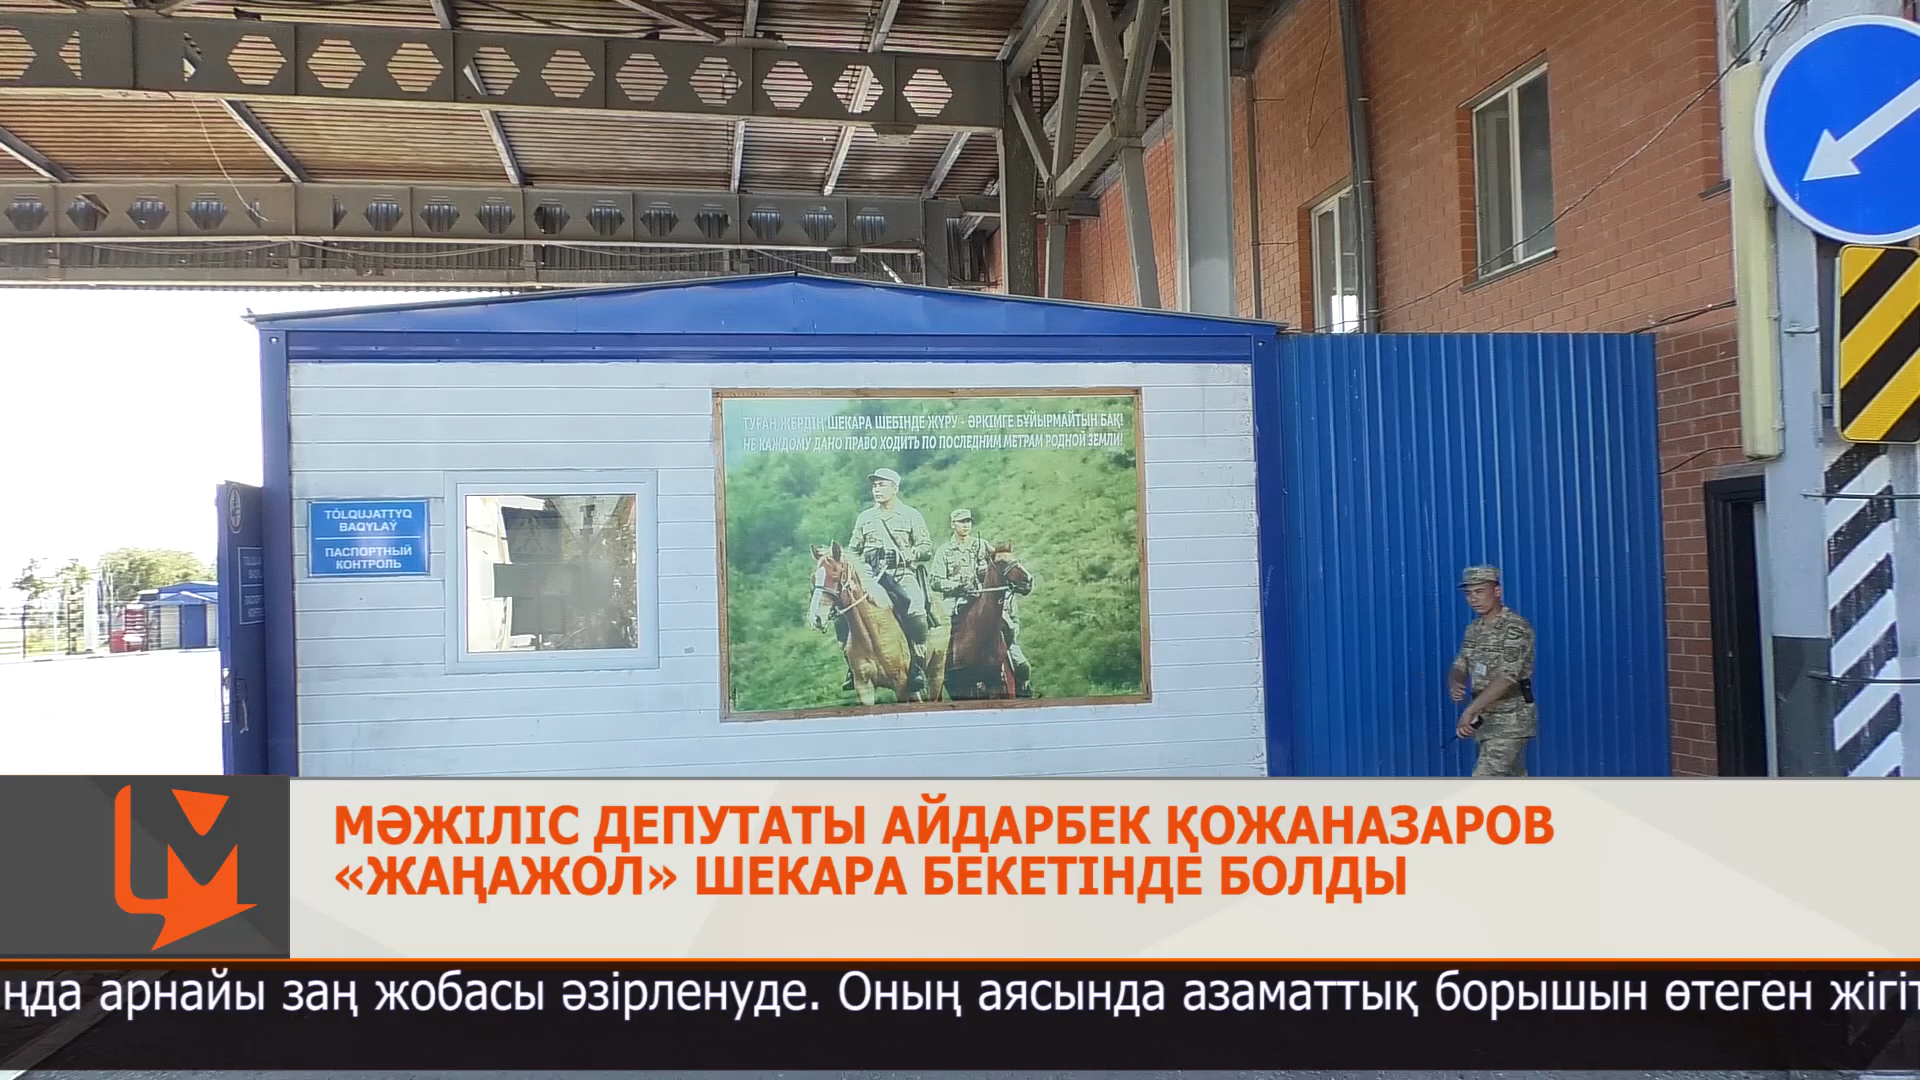 ТУҒАН ЖЕРДІҢ ШЕКАРА ШЕБІНДЕ ЖҮРУ - ӘРКІМГЕ БҰЙЫРМАЙТЫН БАҚ!
НЕ КАЖДОМУ ДАНО ПРАВО ХОДИТЬ ПО ПОСЛЕДНИМ МЕТРАМ РОДНОЙ ЗЕМЛИ!
TÓLQUJATTYQ
BAQYLAÝ
ПАСПОРТНЫЙ
КОНТРОЛЬ
МӘЖІЛІС ДЕПУТАТЫ АЙДАРБЕК ҚОЖАНАЗАРОВ
«ЖАҢАЖОЛ» ШЕКАРА БЕКЕТІНДЕ БОЛДЫ
арнайы заң жобасы әзірленуде. Оның аясында азаматтық борышын өтеген